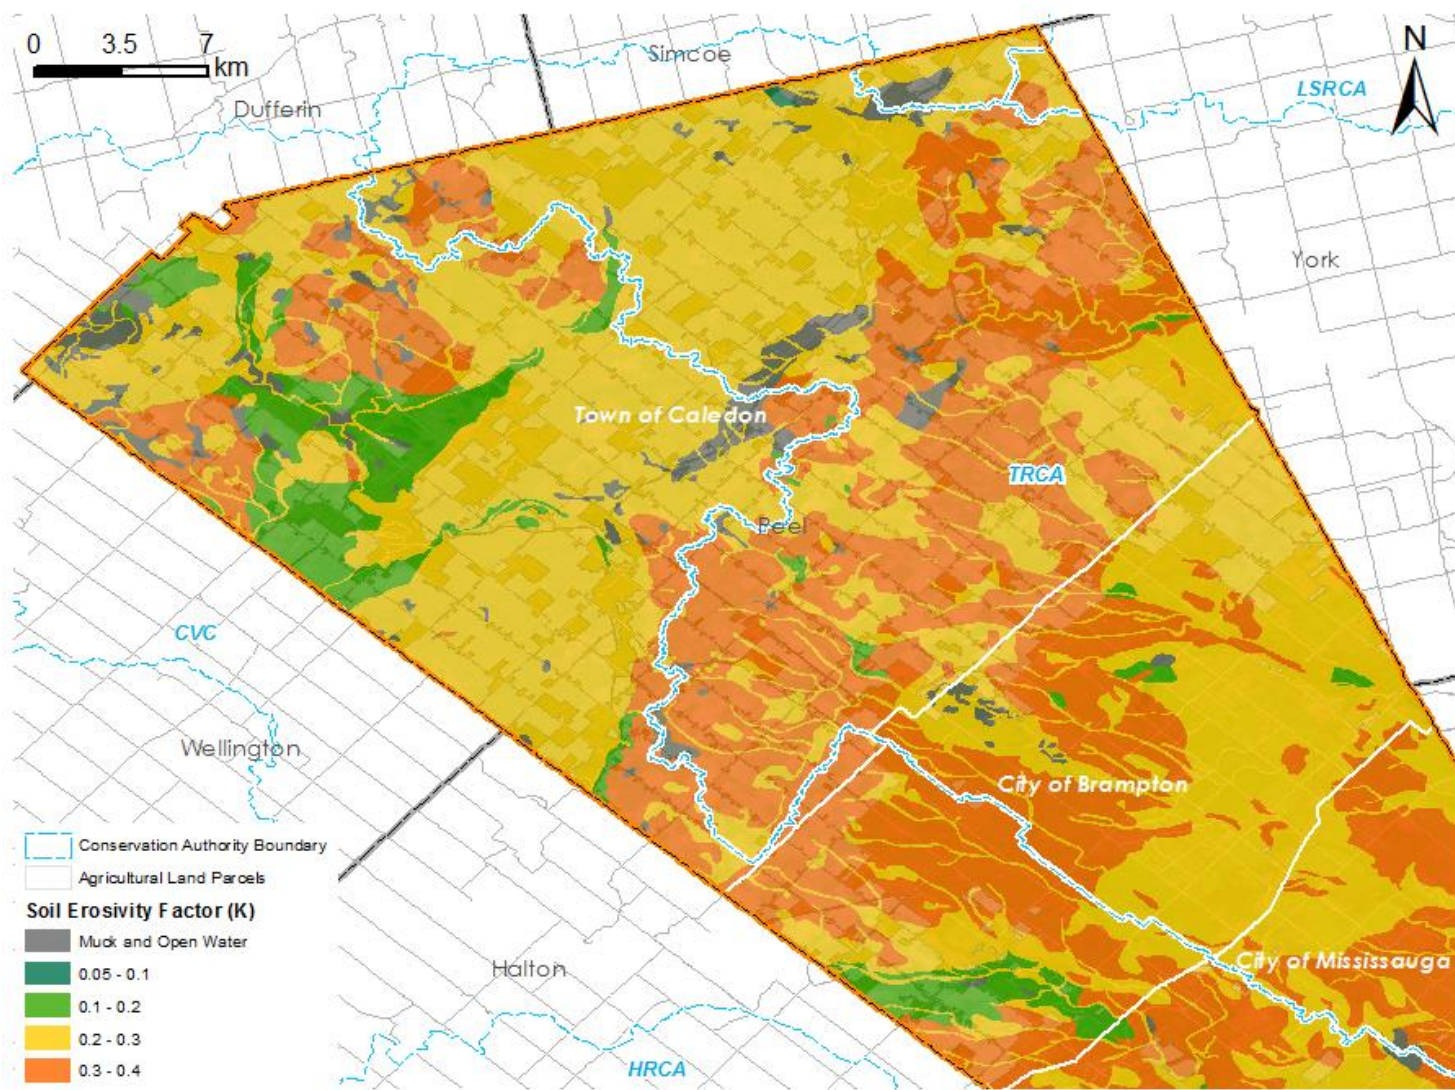 0 3.5 7
km
Simcoe
N
Dufferin
LSRCA
York
Town of Caledon
TRCA
Peel
CVC
Wellington
City of Brampton
Conservation Authority Boundary
Agricultural Land Parcels
Soil Erosivity Factor (K)
Muck and Open Water
0.05 - 0.1
0.1 - 0.2
0.2 - 0.3
0.3 - 0.4
Halton
City of Mississauga
HRCA